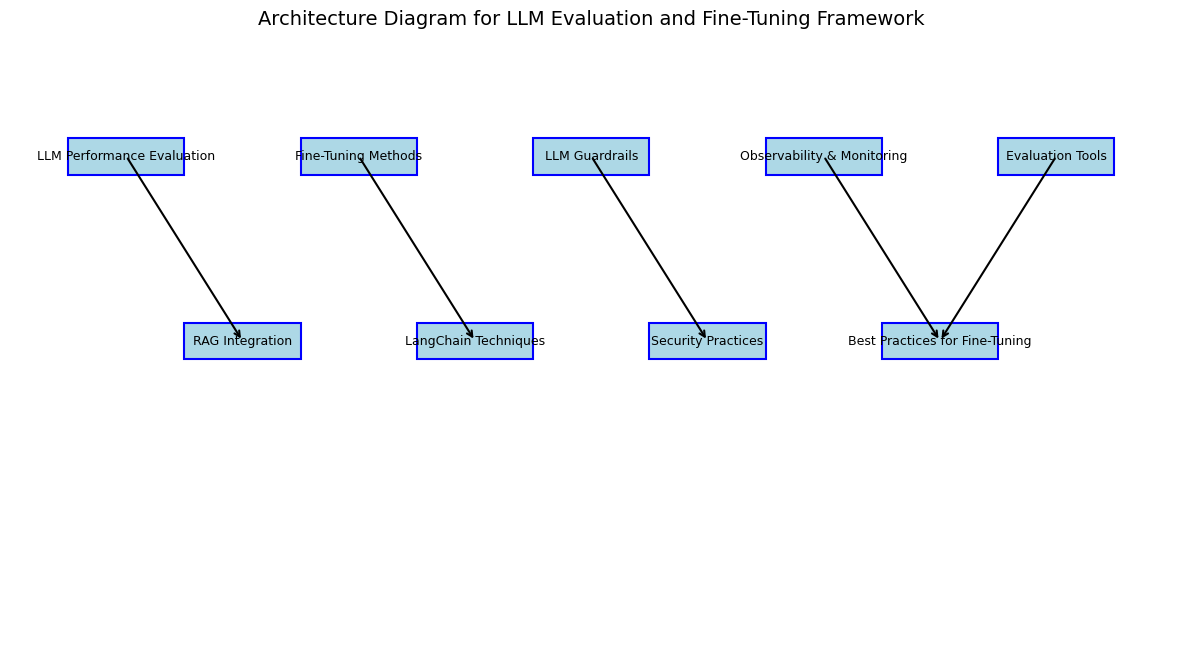 Architecture Diagram for LLM Evaluation and Fine-Tuning Framework
LLM Performance Evaluation
Fine-Tuning Methods
LLM Guardrails
Observability & Monitoring
Evaluation Tools
RAG Integration
LangChain Techniques
Security Practices
Best Practices for Fine-Tuning